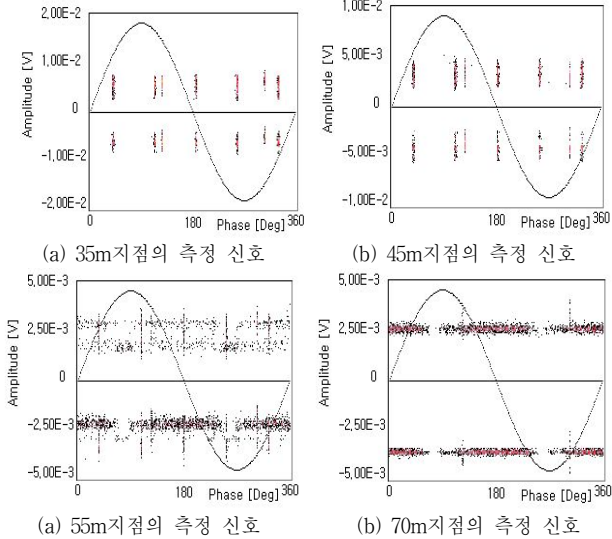 2,00E-2
1,00E-2
0
-1,00E-2
-2,00E-2
Amplitude [V]
0
180
Phase [Deg]
360
(a) 35m지점의 측정 신호
1,00E-2
5,00E-3
0
-5,00E-3
-1,00E-2
Amplitude [V]
0
180
Phase [Deg]
360
(b) 45m지점의 측정 신호
5,00E-3
2,50E-3
0
-2,50E-3
-5,00E-3
Amplitude [V]
0
180
Phase [Deg]
360
(a) 55m지점의 측정 신호
5,00E-3
2,50E-3
0
-2,50E-3
-5,00E-3
Amplitude [V]
0
180
Phase [Deg]
360
(b) 70m지점의 측정 신호